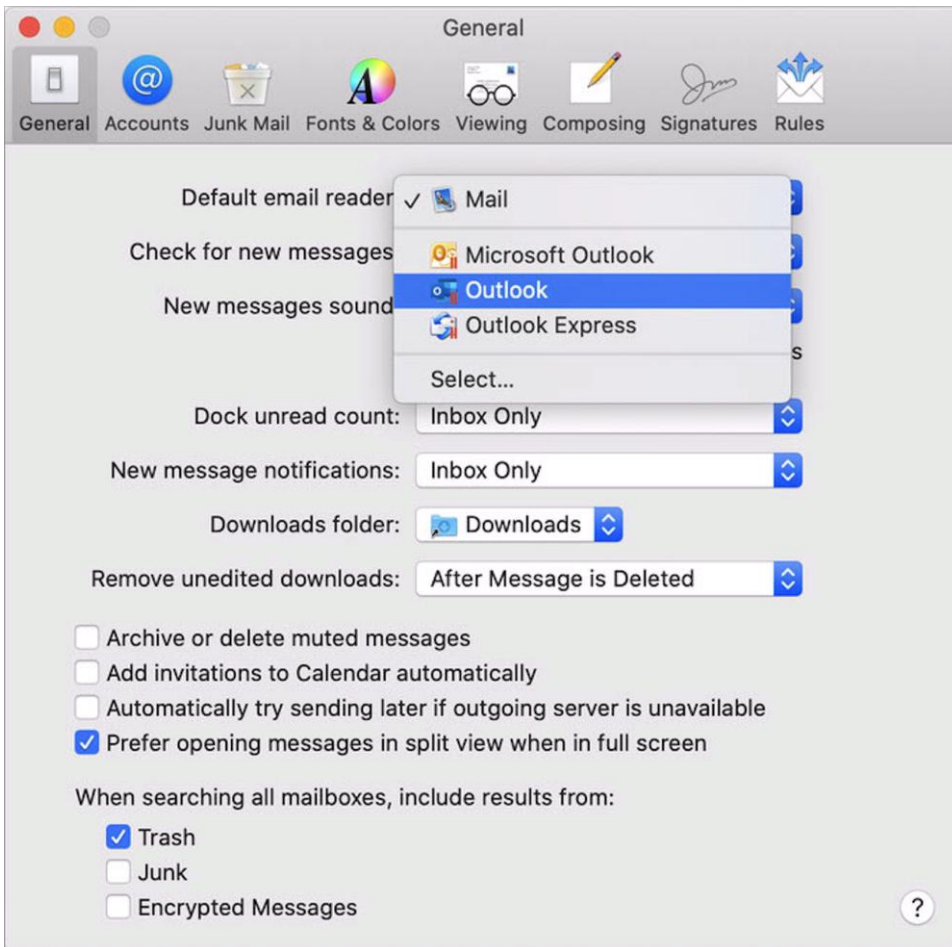 General
General Accounts Junk Mail Fonts & Colors Viewing Composing Signatures Rules
Default email reader ✓ Mail
Check for new messages Microsoft Outlook
Outlook
New messages sound Outlook Express
s
Select...
Dock unread count: Inbox Only
New message notifications: Inbox Only
Downloads folder: Downloads
Remove unedited downloads: After Message is Deleted
Archive or delete muted messages
Add invitations to Calendar automatically
Automatically try sending later if outgoing server is unavailable
Prefer opening messages in split view when in full screen
When searching all mailboxes, include results from:
Trash
Junk
Encrypted Messages
?